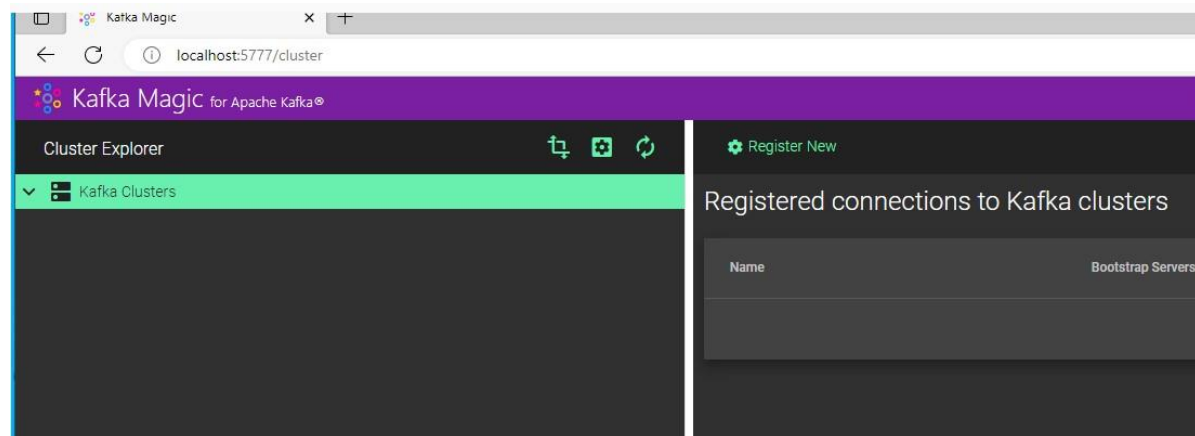 Kafka Magic
localhost:5777/cluster
Kafka Magic for Apache Kafka®
Cluster Explorer
Register New
Kafka Clusters
Registered connections to Kafka clusters
Name Bootstrap Servers